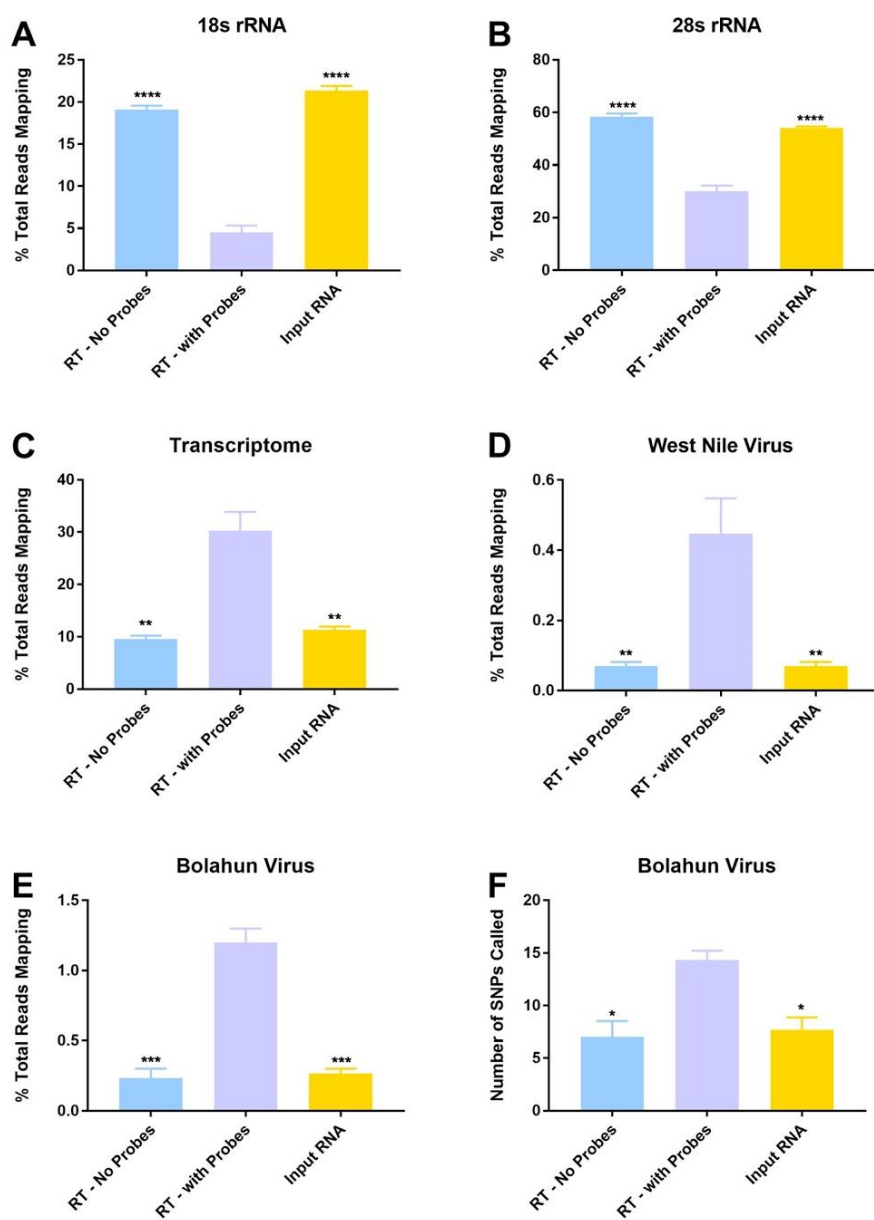 A
18s rRNA
% Total Reads Mapping
25
20
15
10
5
0
****
****
RT - No Probes
RT - with Probes
Input RNA
B
28s rRNA
% Total Reads Mapping
80
60
40
20
0
****
****
RT - No Probes
RT - with Probes
Input RNA
C
Transcriptome
% Total Reads Mapping
40
30
20
10
0
**
**
RT - No Probes
RT - with Probes
Input RNA
D
West Nile Virus
% Total Reads Mapping
0.6
0.4
0.2
0.0
**
**
RT - No Probes
RT - with Probes
Input RNA
E
Bolahun Virus
% Total Reads Mapping
1.5
1.0
0.5
0.0
***
***
RT - No Probes
RT - with Probes
Input RNA
F
Bolahun Virus
Number of SNPs Called
20
15
10
5
0
*
*
RT - No Probes
RT - with Probes
Input RNA